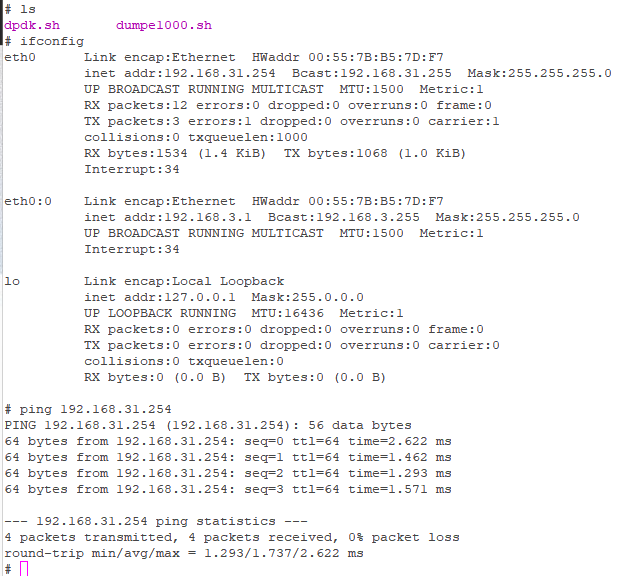 # ls
dpdk.sh       dumpe1000.sh
# ifconfig
eth0      Link encap:Ethernet  HWaddr 00:55:7B:B5:7D:F7
          inet addr:192.168.31.254  Bcast:192.168.31.255  Mask:255.255.255.0
          UP BROADCAST RUNNING MULTICAST  MTU:1500  Metric:1
          RX packets:12 errors:0 dropped:0 overruns:0 frame:0
          TX packets:3 errors:1 dropped:0 overruns:0 carrier:1
          collisions:0 txqueuelen:1000
          RX bytes:1534 (1.4 KiB)  TX bytes:1068 (1.0 KiB)
          Interrupt:34

eth0:0    Link encap:Ethernet  HWaddr 00:55:7B:B5:7D:F7
          inet addr:192.168.3.1  Bcast:192.168.3.255  Mask:255.255.255.0
          UP BROADCAST RUNNING MULTICAST  MTU:1500  Metric:1
          Interrupt:34

lo        Link encap:Local Loopback
          inet addr:127.0.0.1  Mask:255.0.0.0
          UP LOOPBACK RUNNING  MTU:16436  Metric:1
          RX packets:0 errors:0 dropped:0 overruns:0 frame:0
          TX packets:0 errors:0 dropped:0 overruns:0 carrier:0
          collisions:0 txqueuelen:0
          RX bytes:0 (0.0 B)  TX bytes:0 (0.0 B)

# ping 192.168.31.254
PING 192.168.31.254 (192.168.31.254): 56 data bytes
64 bytes from 192.168.31.254: seq=0 ttl=64 time=2.622 ms
64 bytes from 192.168.31.254: seq=1 ttl=64 time=1.462 ms
64 bytes from 192.168.31.254: seq=2 ttl=64 time=1.293 ms
64 bytes from 192.168.31.254: seq=3 ttl=64 time=1.571 ms

--- 192.168.31.254 ping statistics ---
4 packets transmitted, 4 packets received, 0% packet loss
round-trip min/avg/max = 1.293/1.737/2.622 ms
#